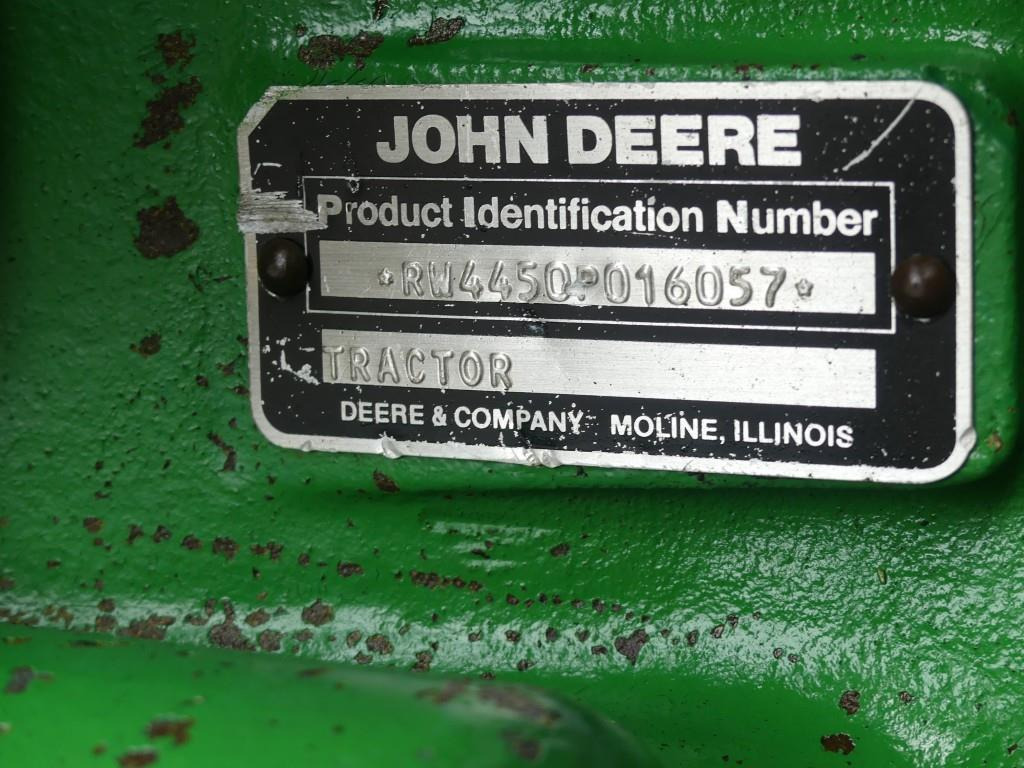 JOHN DEERE
Product Identification Number
*RW4450P016057*
TRACTOR
DEERE & COMPANY MOLINE, ILLINOIS